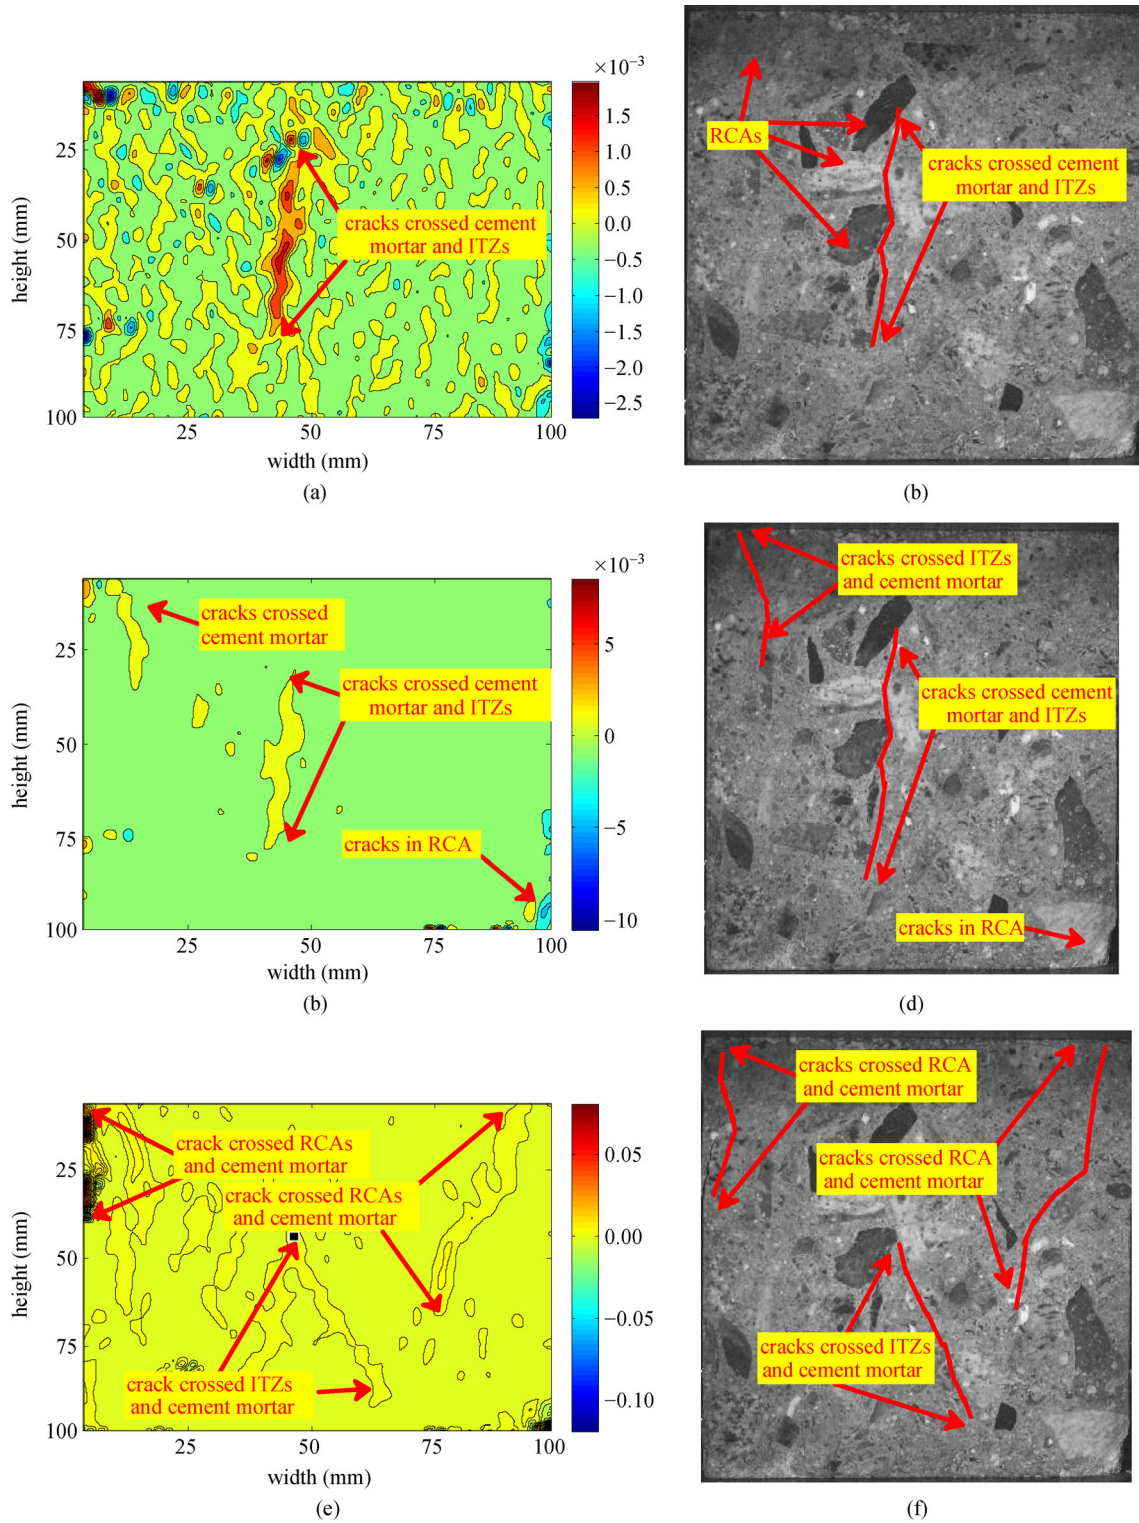 ×10⁻³
1.5
1.0
0.5
0.0
−0.5
−1.0
−1.5
−2.0
−2.5
25
50
75
100
height (mm)
cracks crossed cement
mortar and ITZs
25
50
75
100
width (mm)
(a)
RCAs
cracks crossed cement
mortar and ITZs
(b)
×10⁻³
5
0
−5
−10
25
50
75
100
height (mm)
cracks crossed
cement mortar
cracks crossed cement
mortar and ITZs
cracks in RCA
25
50
75
100
width (mm)
(b)
cracks crossed ITZs
and cement mortar
cracks crossed cement
mortar and ITZs
cracks in RCA
(d)
0.05
0.00
−0.05
−0.10
25
50
75
100
height (mm)
crack crossed RCAs
and cement mortar
crack crossed RCAs
and cement mortar
crack crossed ITZs
and cement mortar
25
50
75
100
width (mm)
(e)
cracks crossed RCA
and cement mortar
cracks crossed RCA
and cement mortar
cracks crossed ITZs
and cement mortar
(f)